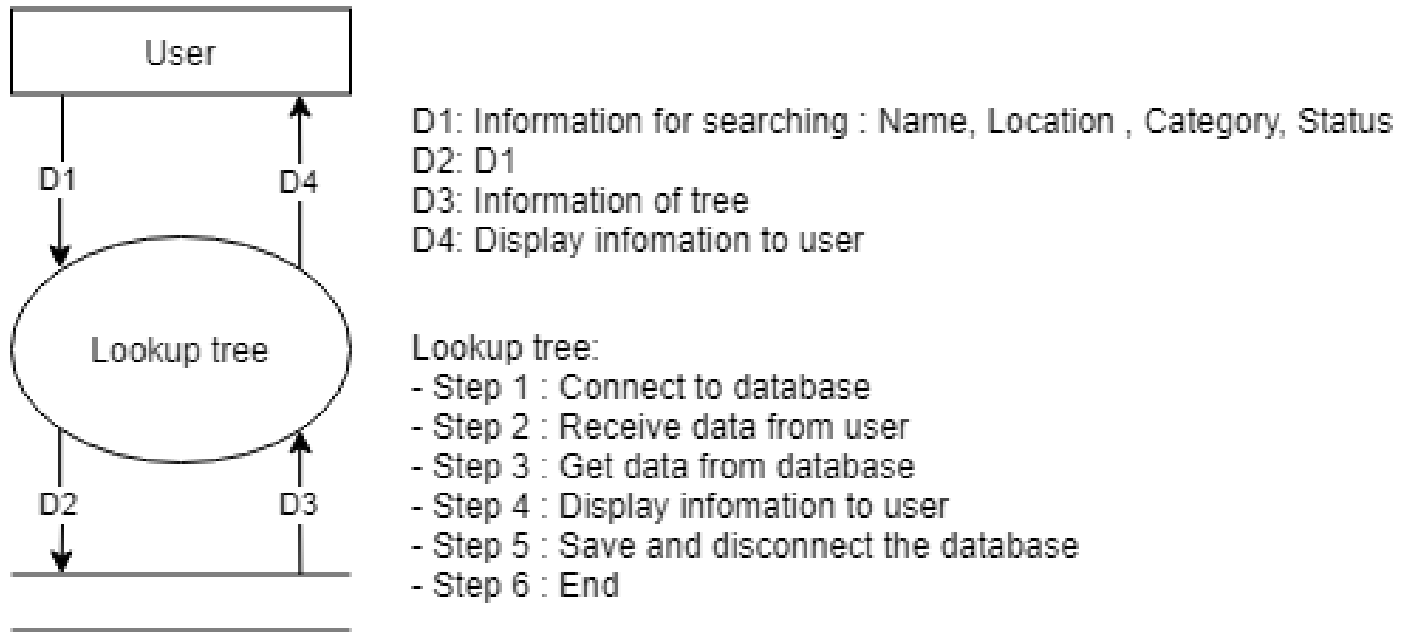 User
D1
D4
Lookup tree
D2
D3
D1: Information for searching : Name, Location , Category, Status
D2: D1
D3: Information of tree
D4: Display infomation to user
Lookup tree:
- Step 1 : Connect to database
- Step 2 : Receive data from user
- Step 3 : Get data from database
- Step 4 : Display infomation to user
- Step 5 : Save and disconnect the database
- Step 6 : End